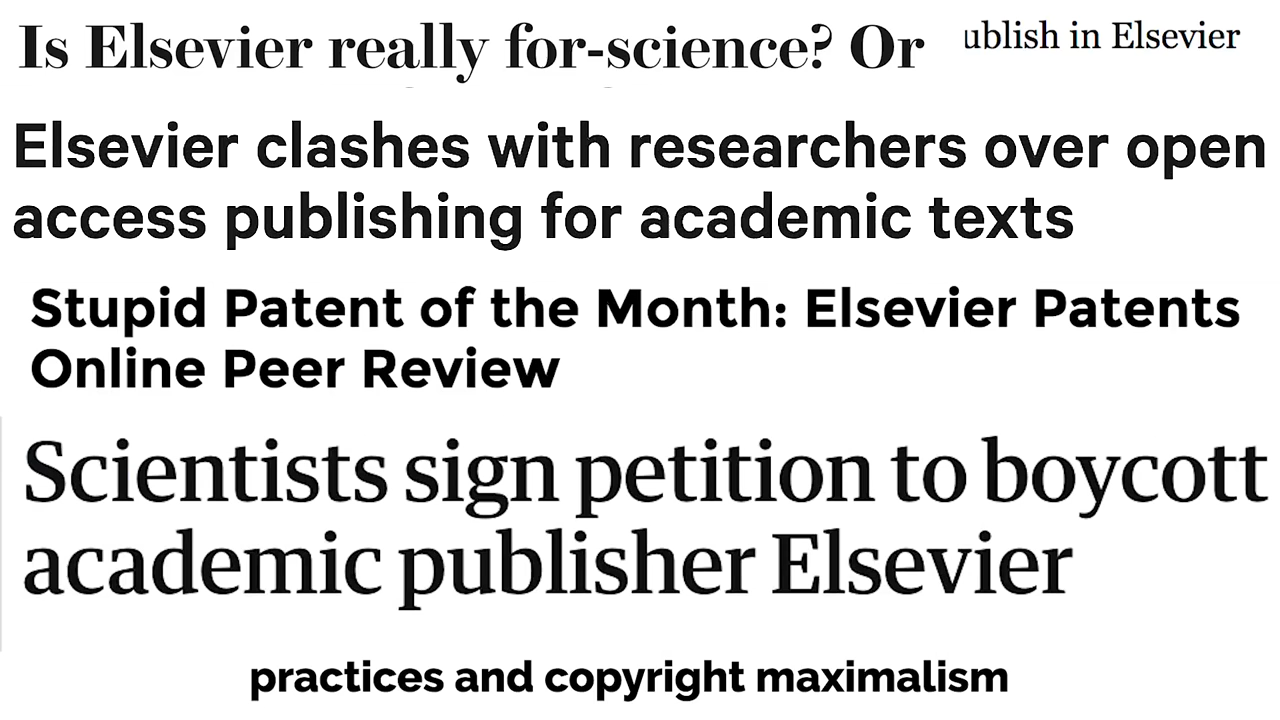 Is Elsevier really for-science? Or
ublish in Elsevier
Elsevier clashes with researchers over open
access publishing for academic texts
Stupid Patent of the Month: Elsevier Patents
Online Peer Review
Scientists sign petition to boycott
academic publisher Elsevier
practices and copyright maximalism